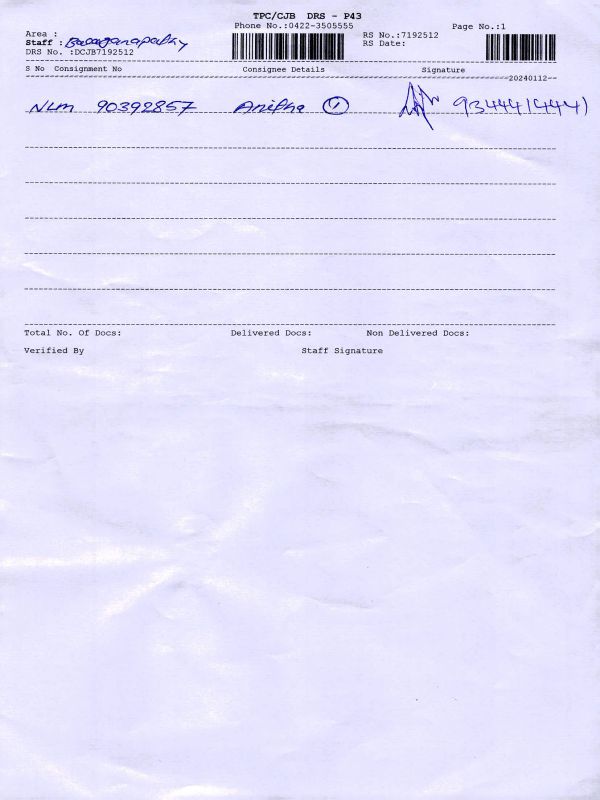 TPC/CJB DRS - P43
Phone No.:0422-3505555
Page No.:1
Area :
RS No.:7192512
Staff : Balaganapathy
RS Date:
DRS No. :DCJB7192512
S No Consignment No Consignee Details Signature
20240112
NLM 90392857 Anitha 1
Total No. Of Docs: Delivered Docs: Non Delivered Docs:
Verified By Staff Signature